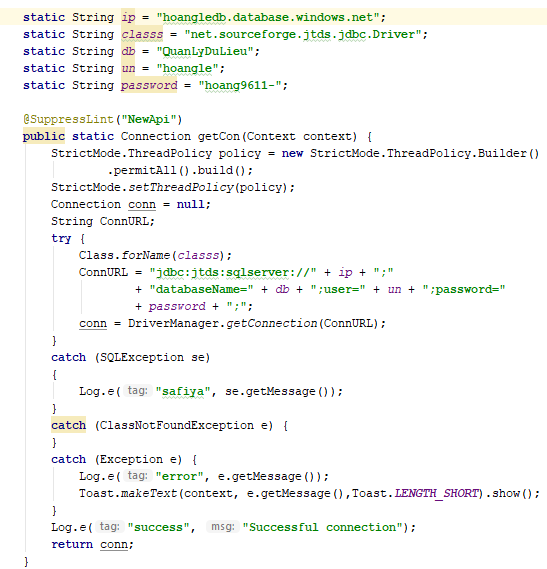 static String ip = "hoangledb.database.windows.net";
static String classs = "net.sourceforge.jtds.jdbc.Driver";
static String db = "QuanLyDuLieu";
static String un = "hoangle";
static String password = "hoang9611-";
@SuppressLint("NewApi")
public static Connection getCon(Context context) {
StrictMode.ThreadPolicy policy = new StrictMode.ThreadPolicy.Builder()
.permitAll().build();
StrictMode.setThreadPolicy(policy);
Connection conn = null;
String ConnURL;
try {
Class.forName(classs);
ConnURL = "jdbc:jtds:sqlserver://" + ip + ";"
+ "databaseName=" + db + ";user=" + un + ";password="
+ password + ";";
conn = DriverManager.getConnection(ConnURL);
}
catch (SQLException se)
{
Log.e( tag: "safiya", se.getMessage());
}
catch (ClassNotFoundException e) {
}
catch (Exception e) {
Log.e( tag: "error", e.getMessage());
Toast.makeText(context, e.getMessage(),Toast.LENGTH_SHORT).show();
}
Log.e( tag: "success", msg: "Successful connection");
return conn;
}